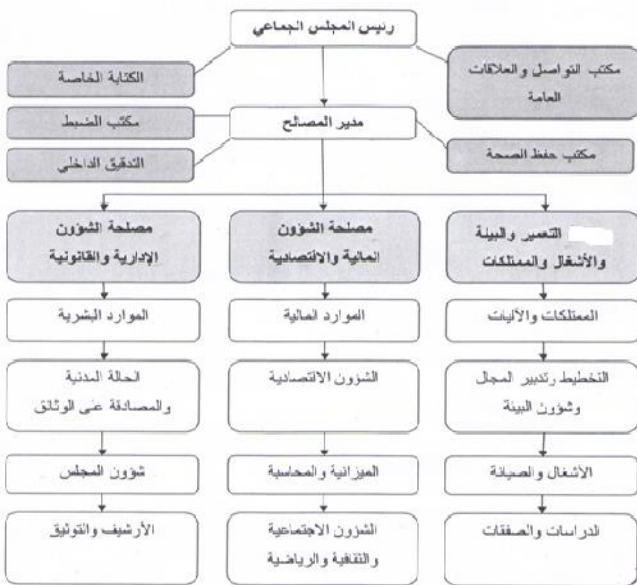 رئيس المجلس الجماعي
مكتب التواصل والعلاقات
العامة
الكتابة الخاصة
مدير المصالح
مكتب الضبط
مكتب حفظ الصحة
التدقيق الداخلي
التعمير والبيئة
والأشغال والممتلكات
مصلحة الشؤون
المالية والاقتصادية
مصلحة الشؤون
الإدارية والقانونية
الممتلكات والآليات
الموارد المالية
الموارد البشرية
التخطيط وتدبير المجال
وشؤون البيئة
الشؤون الاقتصادية
الحالة المدنية
والمصادقة على الوثائق
الأشغال والصيانة
الميزانية والمحاسبة
شؤون المجلس
الدراسات والصفقات
الشؤون الاجتماعية
والثقافية والرياضية
الأرشيف والتوثيق